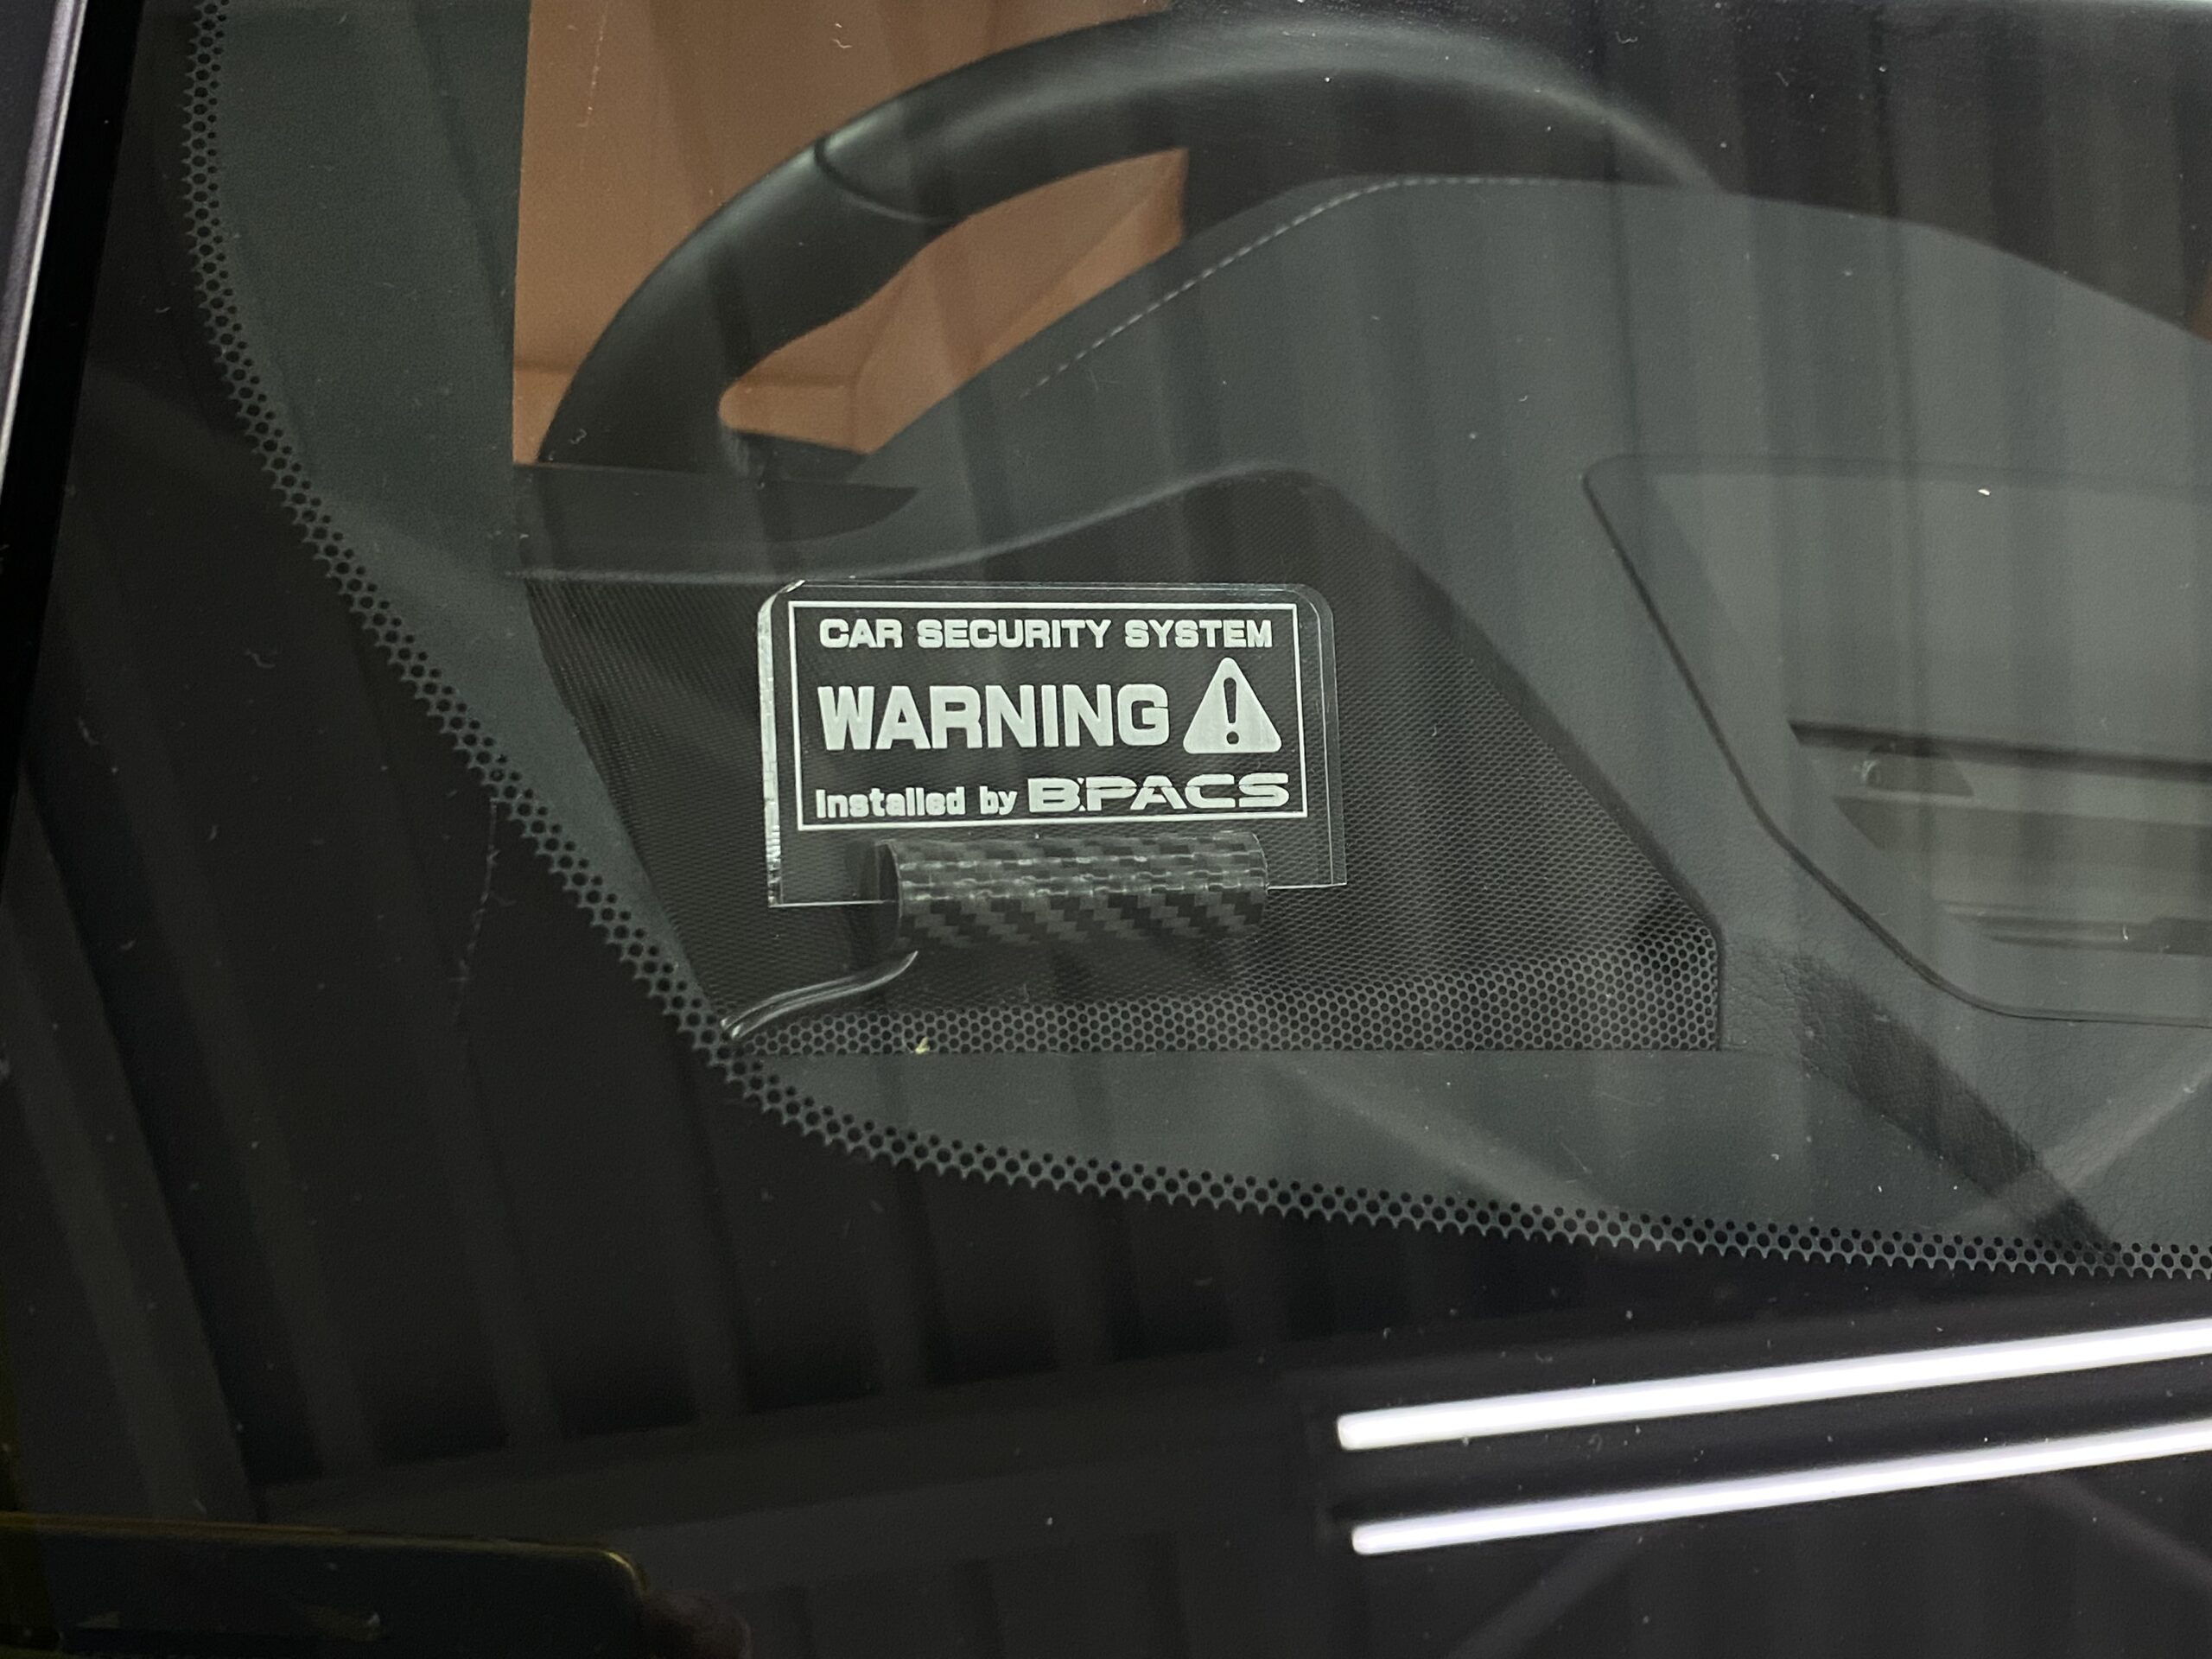 CAR SECURITY SYSTEM
WARNING
Installed by B:PACS